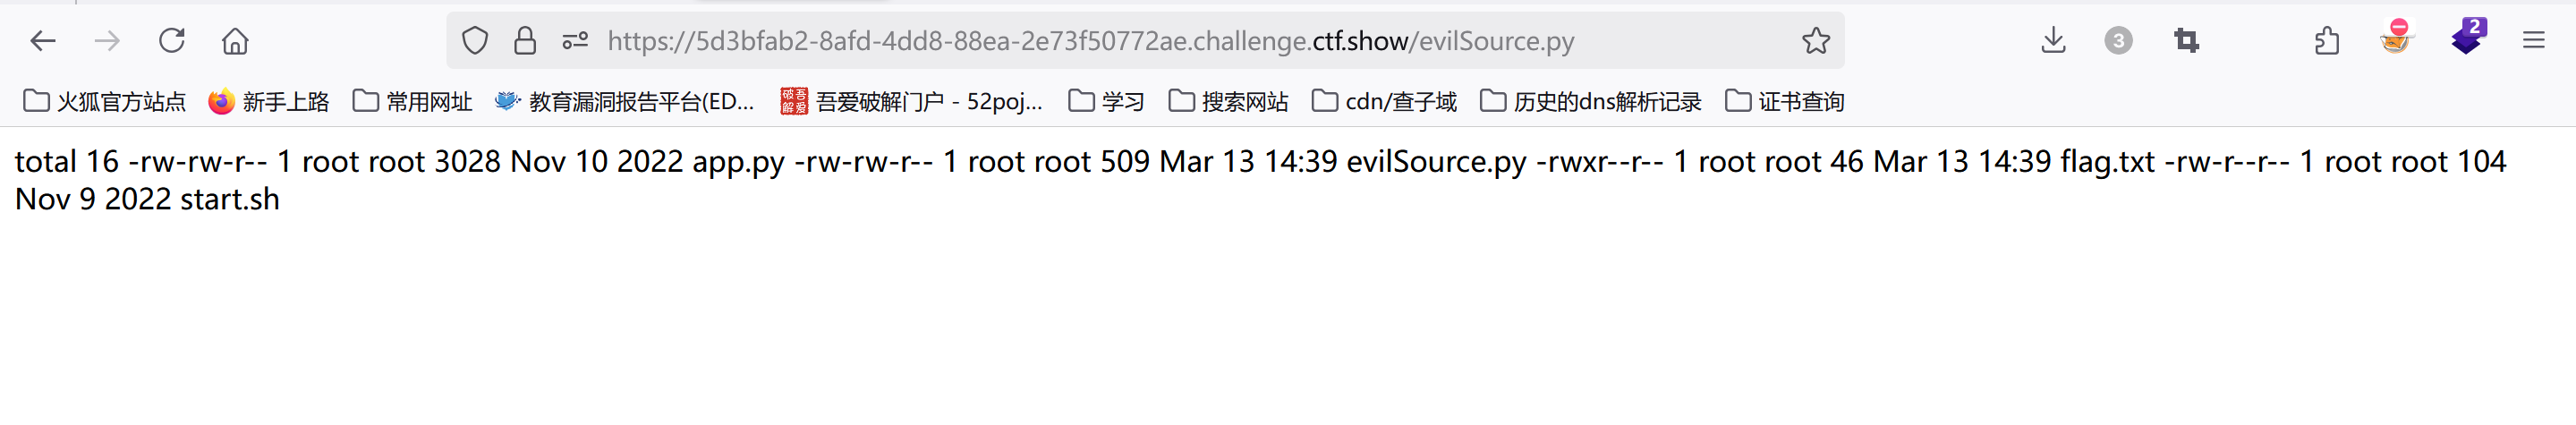 https://5d3bfab2-8afd-4dd8-88ea-2e73f50772ae.challenge.ctf.show/evilSource.py
3
2
火狐官方站点 新手上路 常用网址 教育漏洞报告平台(ED... 破吾解爱 吾爱破解门户 - 52poj... 学习 搜索网站 cdn/查子域 历史的dns解析记录 证书查询
total 16 -rw-rw-r-- 1 root root 3028 Nov 10 2022 app.py -rw-rw-r-- 1 root root 509 Mar 13 14:39 evilSource.py -rwxr--r-- 1 root root 46 Mar 13 14:39 flag.txt -rw-r--r-- 1 root root 104
Nov 9 2022 start.sh